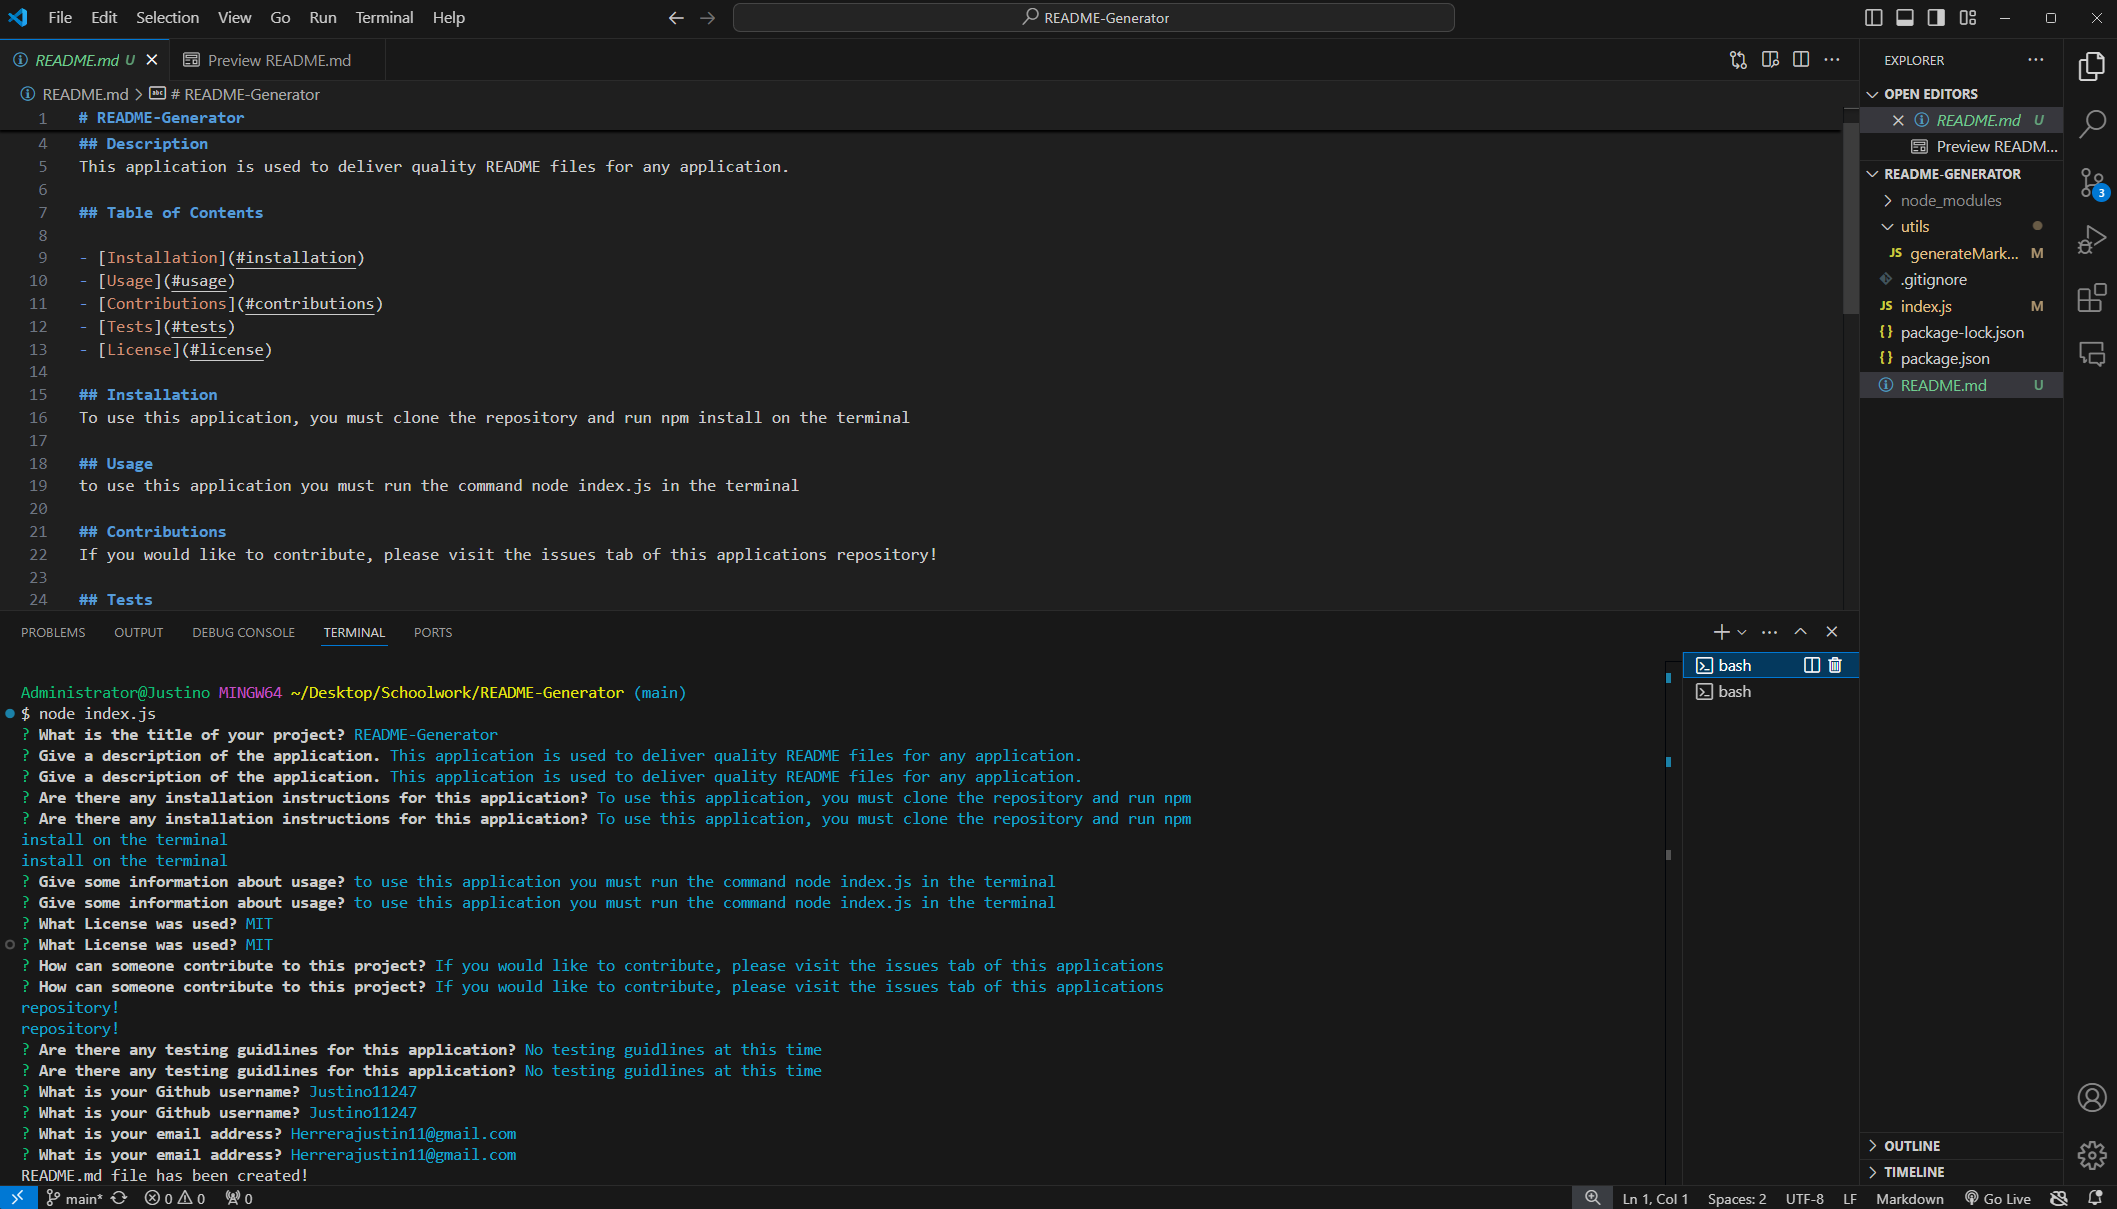 File Edit Selection View Go Run Terminal Help
README-Generator
README.md U
Preview README.md
README.md > # README-Generator
1 # README-Generator
4 ## Description
5 This application is used to deliver quality README files for any application.
6
7 ## Table of Contents
8
9 - [Installation](#installation)
10 - [Usage](#usage)
11 - [Contributions](#contributions)
12 - [Tests](#tests)
13 - [License](#license)
14
15 ## Installation
16 To use this application, you must clone the repository and run npm install on the terminal
17
18 ## Usage
19 to use this application you must run the command node index.js in the terminal
20
21 ## Contributions
22 If you would like to contribute, please visit the issues tab of this applications repository!
23
24 ## Tests
PROBLEMS OUTPUT DEBUG CONSOLE TERMINAL PORTS
Administrator@Justino MINGW64 ~/Desktop/Schoolwork/README-Generator (main)
$ node index.js
? What is the title of your project? README-Generator
? Give a description of the application. This application is used to deliver quality README files for any application.
? Give a description of the application. This application is used to deliver quality README files for any application.
? Are there any installation instructions for this application? To use this application, you must clone the repository and run npm
? Are there any installation instructions for this application? To use this application, you must clone the repository and run npm
install on the terminal
install on the terminal
? Give some information about usage? to use this application you must run the command node index.js in the terminal
? Give some information about usage? to use this application you must run the command node index.js in the terminal
? What License was used? MIT
? What License was used? MIT
? How can someone contribute to this project? If you would like to contribute, please visit the issues tab of this applications
? How can someone contribute to this project? If you would like to contribute, please visit the issues tab of this applications
repository!
repository!
? Are there any testing guidlines for this application? No testing guidlines at this time
? Are there any testing guidlines for this application? No testing guidlines at this time
? What is your Github username? Justino11247
? What is your Github username? Justino11247
? What is your email address? Herrerajustin11@gmail.com
? What is your email address? Herrerajustin11@gmail.com
README.md file has been created!
bash
bash
EXPLORER
OPEN EDITORS
README.md U
Preview READM...
README-GENERATOR
node_modules
utils
JS generateMark... M
.gitignore
JS index.js M
{} package-lock.json
{} package.json
README.md U
OUTLINE
TIMELINE
3
main* 0 0 0
Ln 1, Col 1 Spaces: 2 UTF-8 LF Markdown Go Live